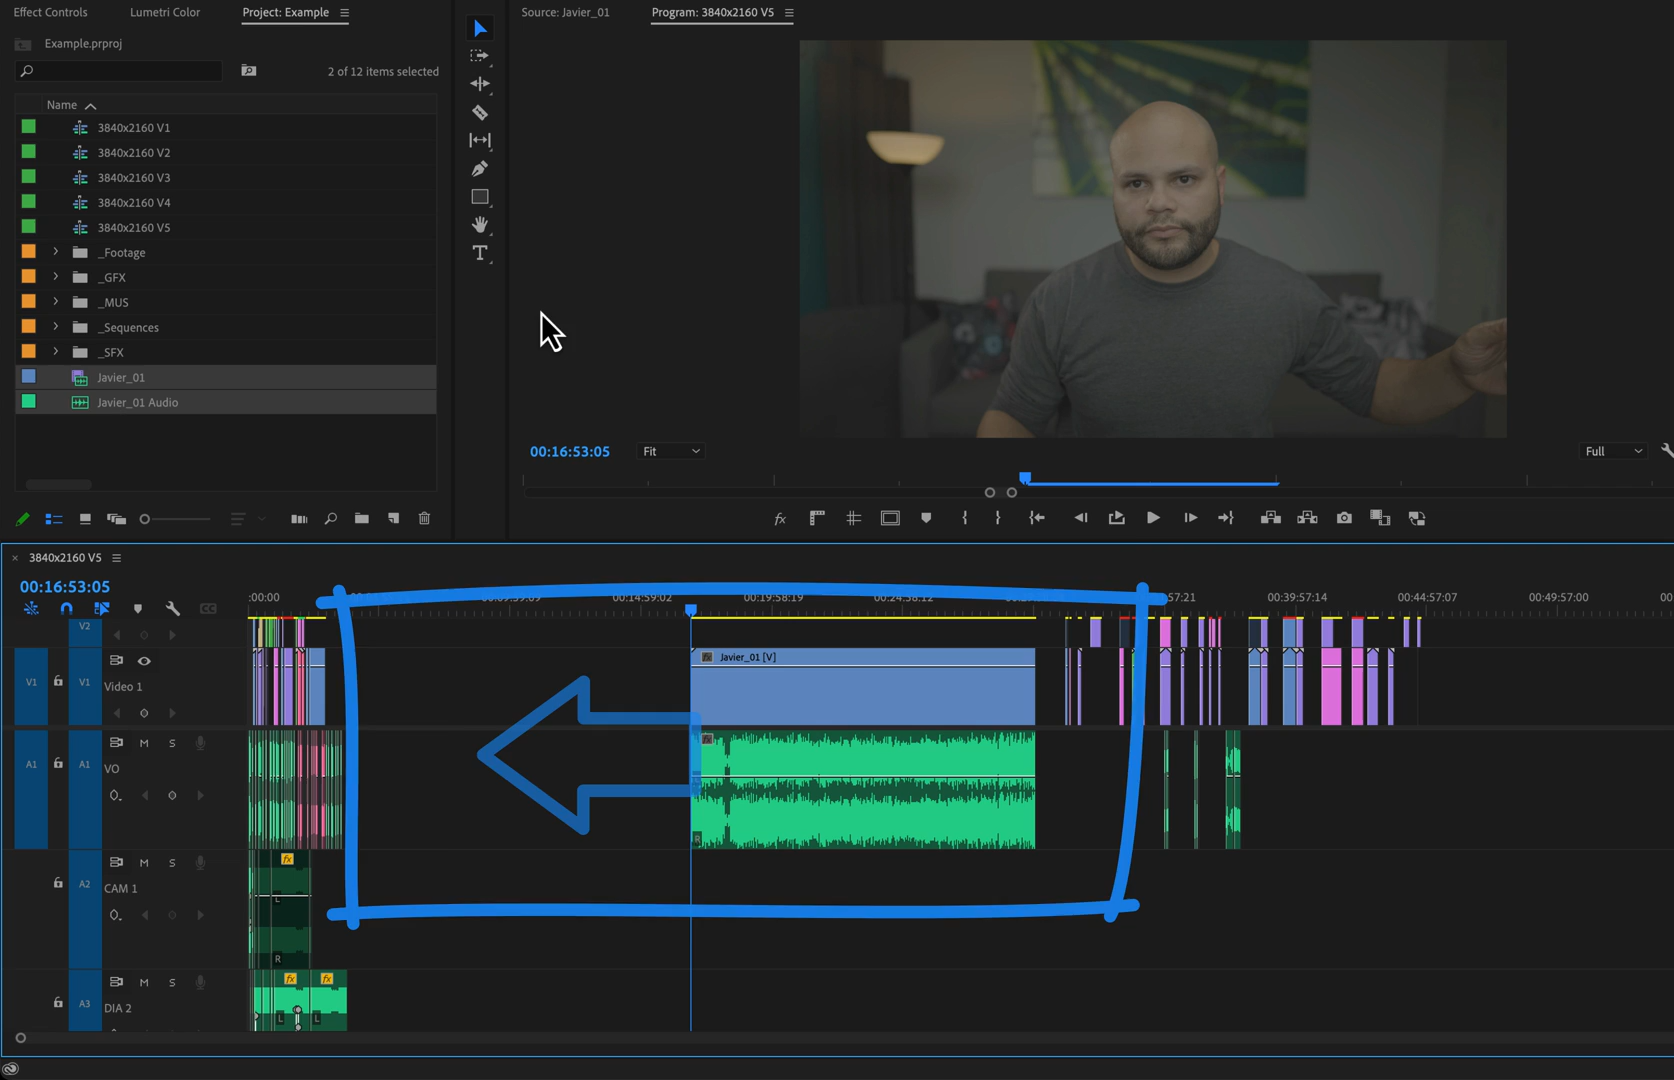 Effect Controls
Lumetri Color
Project: Example
Example.prproj
2 of 12 items selected
Name
3840x2160 V1
3840x2160 V2
3840x2160 V3
3840x2160 V4
3840x2160 V5
_Footage
_GFX
_MUS
_Sequences
_SFX
Javier_01
Javier_01 Audio
T
Source: Javier_01
Program: 3840x2160 V5
00:16:53:05
Fit
Full
fx
3840x2160 V5
00:16:53:05
CC
:00:00
00:14:59:02
00:19:58:19
00:24:58:12
57:21
00:39:57:14
00:44:57:07
00:49:57:00
00
V2
V1
V1
Video 1
Javier_01 [V]
A1
A1
M
S
VO
R
A2
M
S
CAM 1
fx
L
R
A3
M
S
DIA 2
fx
fx
L
L